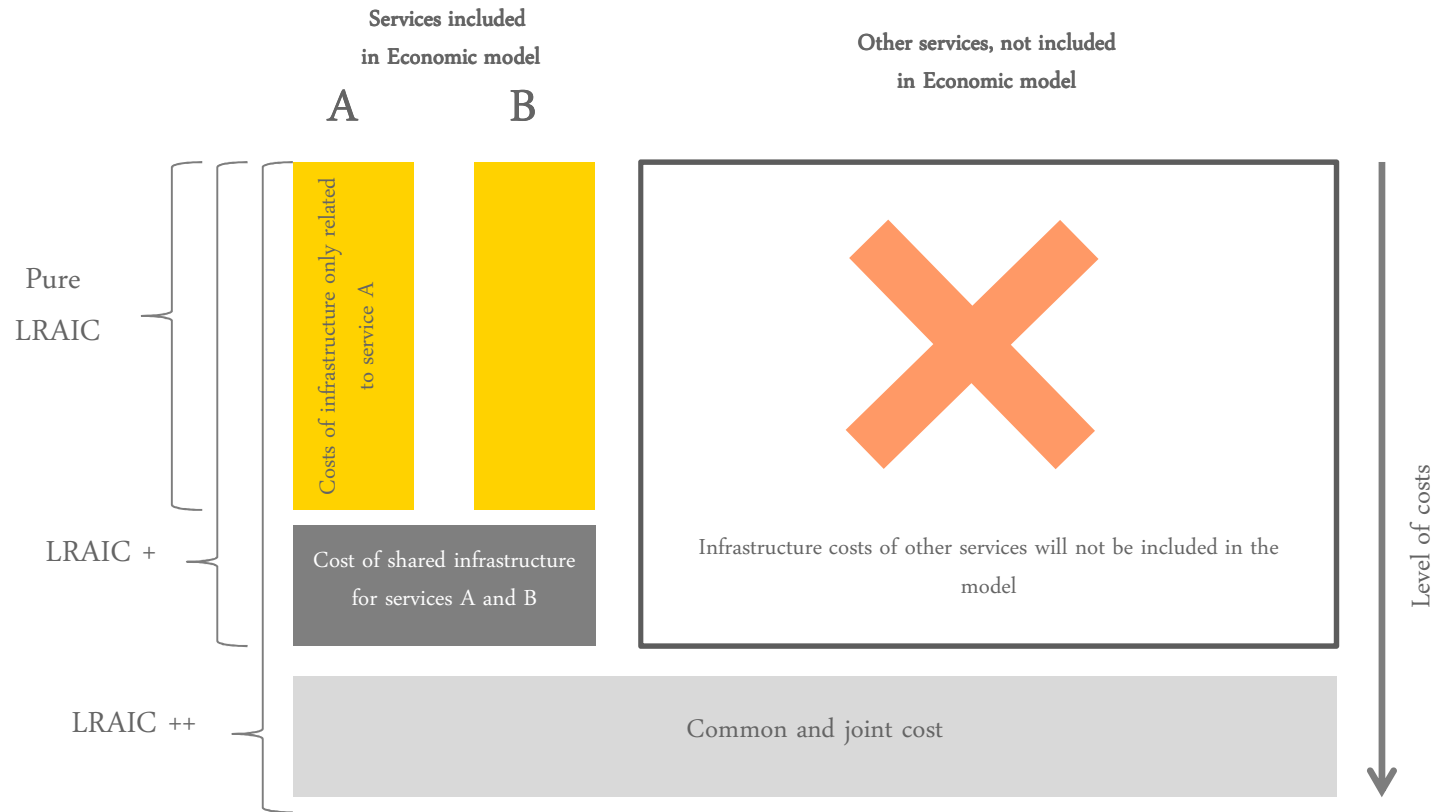 Services included
in Economic model
Other services, not included
in Economic model
A
B
Pure
LRAIC
Costs of infrastructure only related
to service A
LRAIC +
Cost of shared infrastructure
for services A and B
Infrastructure costs of other services will not be included in the
model
Level of costs
LRAIC ++
Common and joint cost